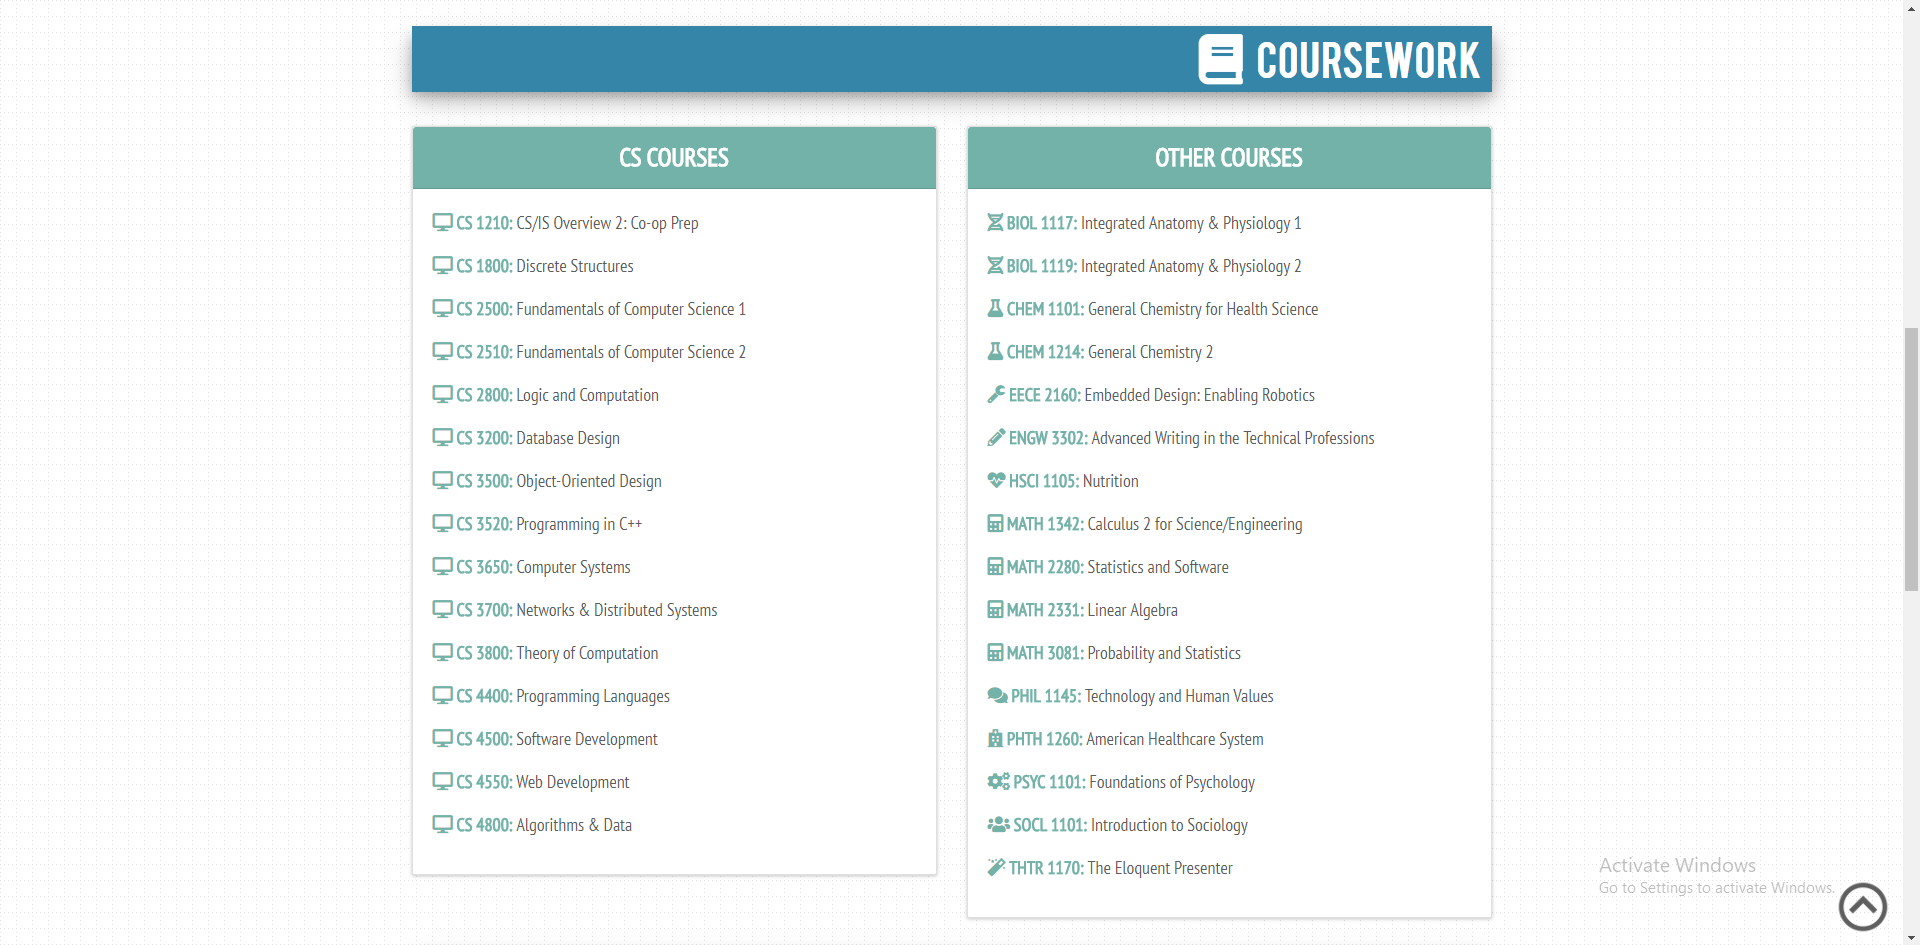 COURSEWORK
CS COURSES
CS 1210: CS/IS Overview 2: Co-op Prep
CS 1800: Discrete Structures
CS 2500: Fundamentals of Computer Science 1
CS 2510: Fundamentals of Computer Science 2
CS 2800: Logic and Computation
CS 3200: Database Design
CS 3500: Object-Oriented Design
CS 3520: Programming in C++
CS 3650: Computer Systems
CS 3700: Networks & Distributed Systems
CS 3800: Theory of Computation
CS 4400: Programming Languages
CS 4500: Software Development
CS 4550: Web Development
CS 4800: Algorithms & Data
OTHER COURSES
BIOL 1117: Integrated Anatomy & Physiology 1
BIOL 1119: Integrated Anatomy & Physiology 2
CHEM 1101: General Chemistry for Health Science
CHEM 1214: General Chemistry 2
EECE 2160: Embedded Design: Enabling Robotics
ENGW 3302: Advanced Writing in the Technical Professions
HSCI 1105: Nutrition
MATH 1342: Calculus 2 for Science/Engineering
MATH 2280: Statistics and Software
MATH 2331: Linear Algebra
MATH 3081: Probability and Statistics
PHIL 1145: Technology and Human Values
PHTH 1260: American Healthcare System
PSYC 1101: Foundations of Psychology
SOCL 1101: Introduction to Sociology
THTR 1170: The Eloquent Presenter
Activate Windows
Go to Settings to activate Windows.